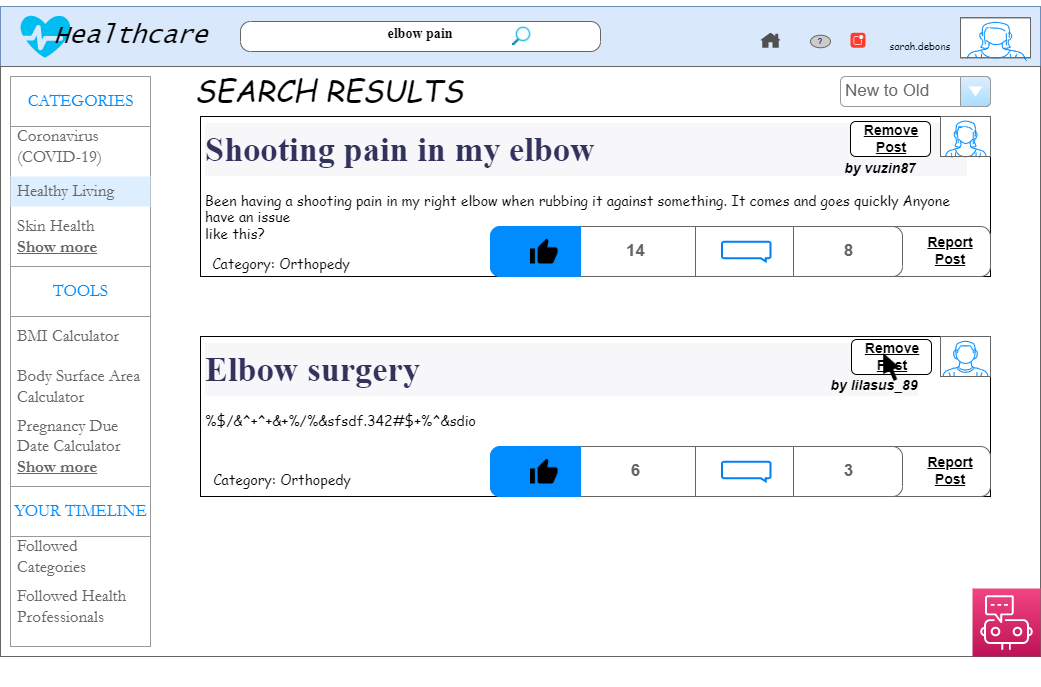 Healthcare
elbow pain
?
sarah.debons
CATEGORIES
Coronavirus
(COVID-19)
Healthy Living
Skin Health
Show more
TOOLS
BMI Calculator
Body Surface Area
Calculator
Pregnancy Due
Date Calculator
Show more
YOUR TIMELINE
Followed
Categories
Followed Health
Professionals
SEARCH RESULTS
New to Old
Shooting pain in my elbow
Remove
Post
by vuzin87
Been having a shooting pain in my right elbow when rubbing it against something. It comes and goes quickly Anyone
have an issue
like this?
Category: Orthopedy
14
8
Report
Post
Elbow surgery
Remove
Post
by lilasus_89
%$/&^+^+&+%/%&sfsdf.342#$+%^&sdio
Category: Orthopedy
6
3
Report
Post